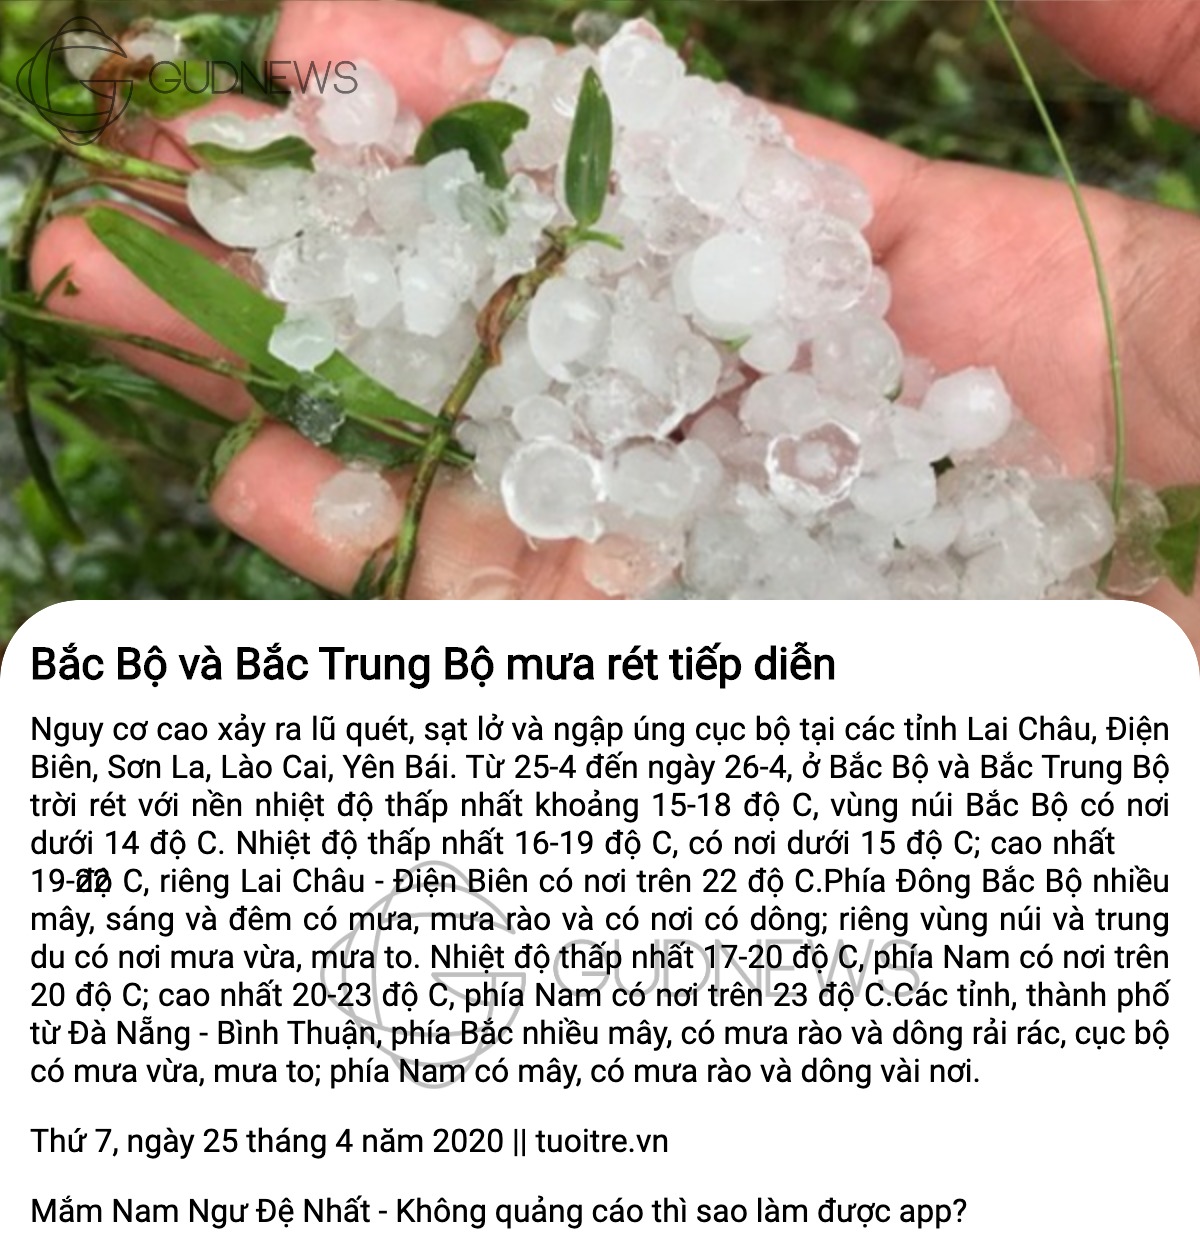 GUDNEWS
Bắc Bộ và Bắc Trung Bộ mưa rét tiếp diễn
Nguy cơ cao xảy ra lũ quét, sạt lở và ngập úng cục bộ tại các tỉnh Lai Châu, Điện
Biên, Sơn La, Lào Cai, Yên Bái. Từ 25-4 đến ngày 26-4, ở Bắc Bộ và Bắc Trung Bộ
trời rét với nền nhiệt độ thấp nhất khoảng 15-18 độ C, vùng núi Bắc Bộ có nơi
dưới 14 độ C. Nhiệt độ thấp nhất 16-19 độ C, có nơi dưới 15 độ C; cao nhất
19-22 độ C, riêng Lai Châu - Điện Biên có nơi trên 22 độ C.Phía Đông Bắc Bộ nhiều
mây, sáng và đêm có mưa, mưa rào và có nơi có dông; riêng vùng núi và trung
du có nơi mưa vừa, mưa to. Nhiệt độ thấp nhất 17-20 độ C, phía Nam có nơi trên
20 độ C; cao nhất 20-23 độ C, phía Nam có nơi trên 23 độ C.Các tỉnh, thành phố
từ Đà Nẵng - Bình Thuận, phía Bắc nhiều mây, có mưa rào và dông rải rác, cục bộ
có mưa vừa, mưa to; phía Nam có mây, có mưa rào và dông vài nơi.
GUDNEWS
Thứ 7, ngày 25 tháng 4 năm 2020 || tuoitre.vn
Mắm Nam Ngư Đệ Nhất - Không quảng cáo thì sao làm được app?